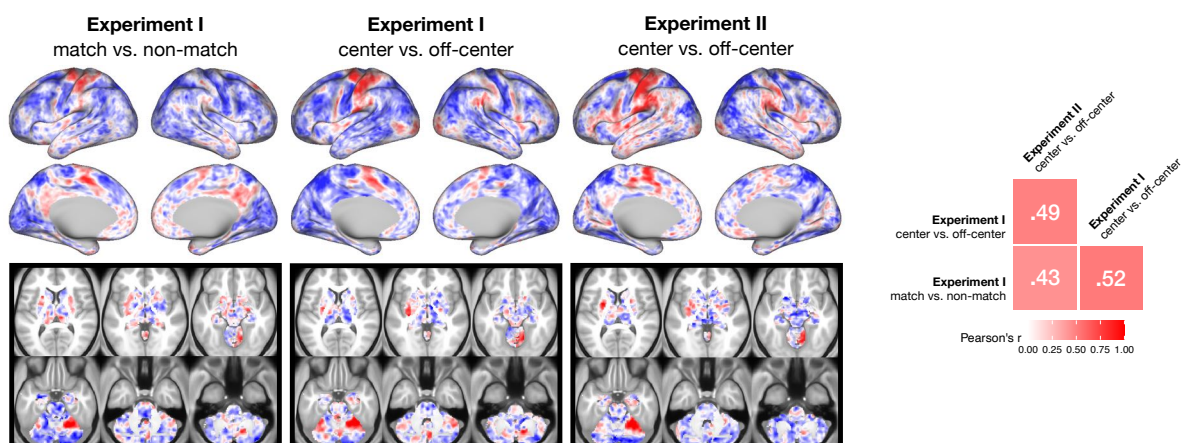 Experiment I
match vs. non-match
Experiment I
center vs. off-center
Experiment II
center vs. off-center
Experiment II
center vs. off-center
Experiment I
center vs. off-center
Experiment I
center vs. off-center
.49
Experiment I
match vs. non-match
.43
.52
Pearson's r
0.00 0.25 0.50 0.75 1.00